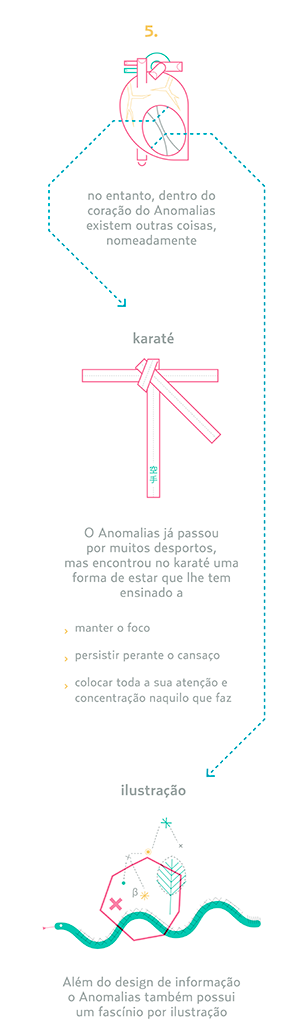 5.
no entanto, dentro do
coração do Anomalias
existem outras coisas,
nomeadamente
karaté
O Anomalias já passou
por muitos desportos,
mas encontrou no karaté uma
forma de estar que lhe tem
ensinado a
› manter o foco
› persistir perante o cansaço
› colocar toda a sua atenção e
concentração naquilo que faz
ilustração
β
Além do design de informação
o Anomalias também possui
um fascínio por ilustração